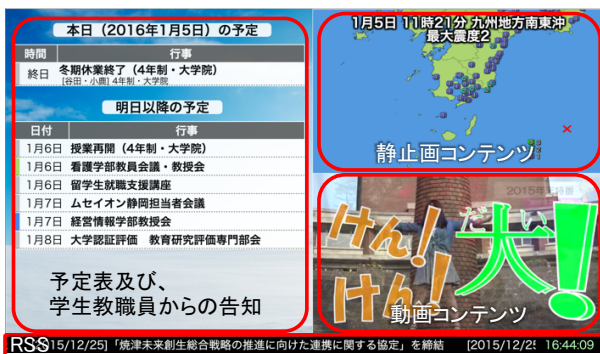 本日（2016年1月5日）の予定
時間 行事
終日 冬期休業終了（4年制・大学院）
[谷田・小鹿] 4年制・大学院
明日以降の予定
日付 行事
1月6日 授業再開（4年制・大学院）
1月6日 看護学部教員会議・教授会
1月6日 留学生就職支援講座
1月7日 ムセイオン静岡担当者会議
1月7日 経営情報学部教授会
1月8日 大学認証評価 教育研究評価専門部会
予定表及び、
学生教職員からの告知
1月5日 11時21分 九州地方南東沖
最大震度2
3
2
1
静止画コンテンツ
けん！
けん！
だい
大！
動画コンテンツ
RSS 15/12/25]「焼津未来創生総合戦略の推進に向けた連携に関する協定」を締結 [2015/12/25 16:44:09